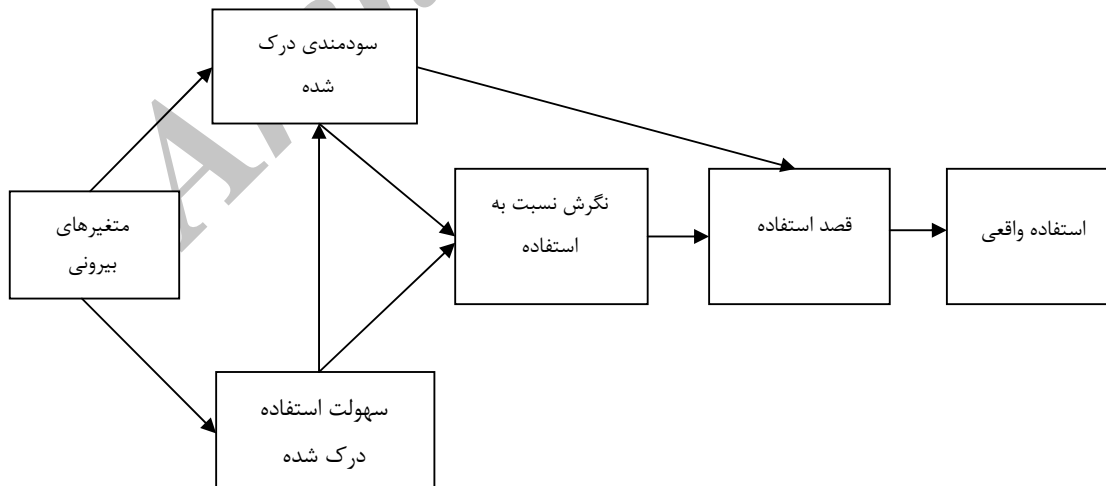 سودمندی درک
شده
متغیرهای
بیرونی
نگرش نسبت به
استفاده
قصد استفاده
استفاده واقعی
سهولت استفاده
درک شده